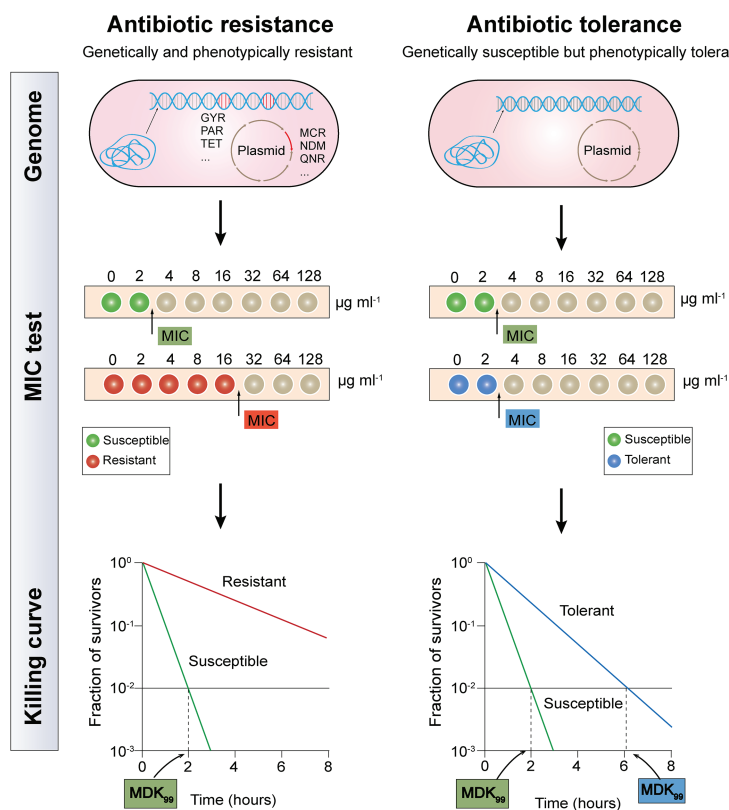 Antibiotic resistance
Genetically and phenotypically resistant
Antibiotic tolerance
Genetically susceptible but phenotypically tolera
Genome
GYR
PAR
TET
...
Plasmid
MCR
NDM
QNR
...
Plasmid
MIC test
0 2 4 8 16 32 64 128
µg ml-1
MIC
0 2 4 8 16 32 64 128
µg ml-1
MIC
Susceptible
Resistant
0 2 4 8 16 32 64 128
µg ml-1
MIC
0 2 4 8 16 32 64 128
µg ml-1
MIC
Susceptible
Tolerant
Killing curve
Fraction of survivors
10⁰
10-1
10-2
10-3
Resistant
Susceptible
0 2 4 6 8
MDK99
Time (hours)
Fraction of survivors
10⁰
10-1
10-2
10-3
Tolerant
Susceptible
0 2 4 6 8
MDK99
Time (hours)
MDK99